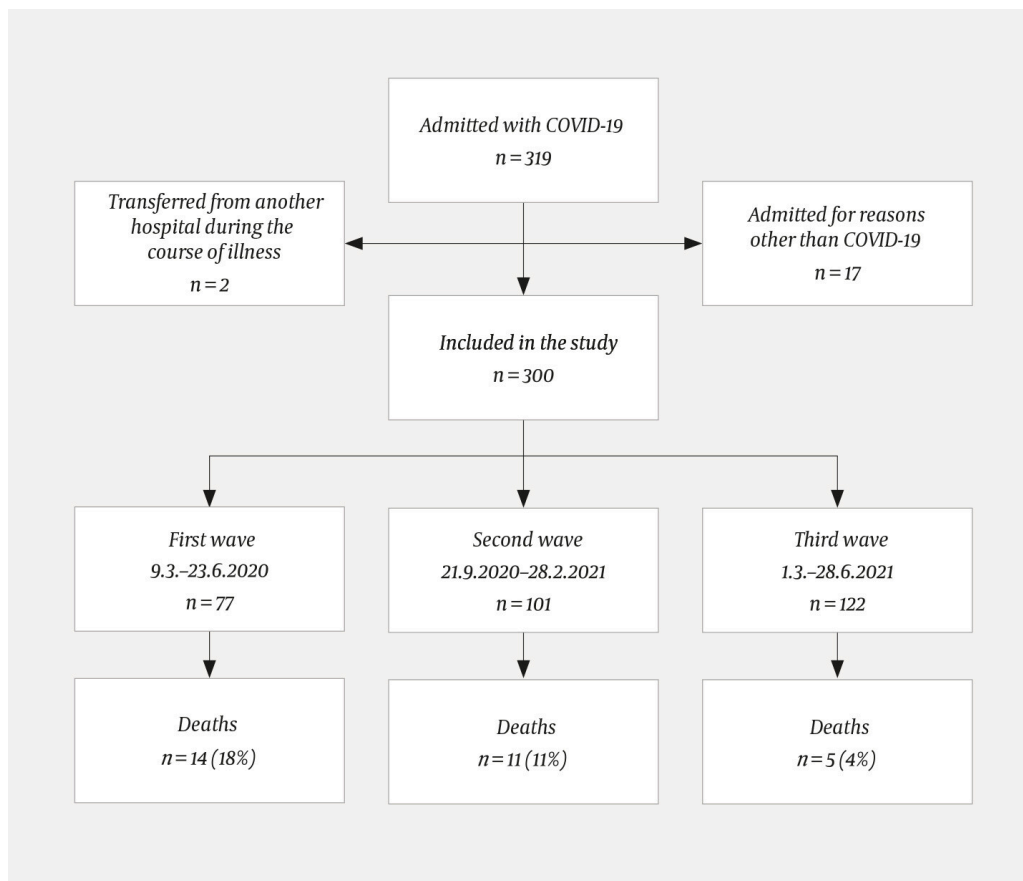 Admitted with COVID-19
n = 319
Transferred from another
hospital during the
course of illness
n = 2
Admitted for reasons
other than COVID-19
n = 17
Included in the study
n = 300
First wave
9.3.–23.6.2020
n = 77
Second wave
21.9.2020–28.2.2021
n = 101
Third wave
1.3.–28.6.2021
n = 122
Deaths
n = 14 (18%)
Deaths
n = 11 (11%)
Deaths
n = 5 (4%)